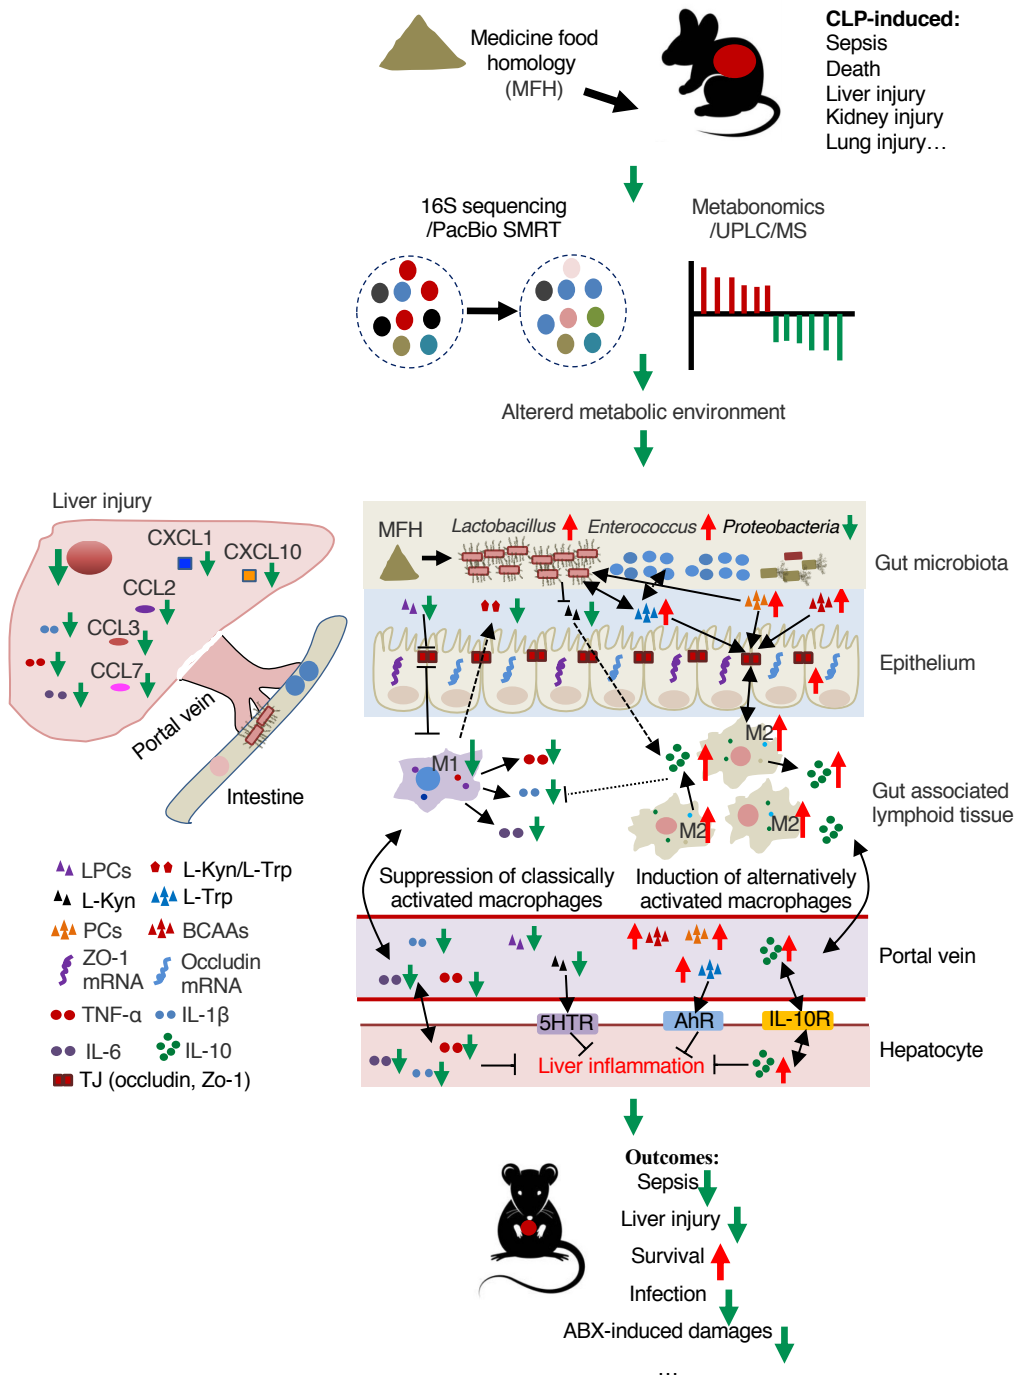 Medicine food
homology
(MFH)
CLP-induced:
Sepsis
Death
Liver injury
Kidney injury
Lung injury…
16S sequencing
/PacBio SMRT
Metabonomics
/UPLC/MS
Altererd metabolic environment
Liver injury
CXCL1
CXCL10
CCL2
CCL3
CCL7
Portal vein
Intestine
MFH
Lactobacillus
Enterococcus
Proteobacteria
Gut microbiota
Epithelium
M1
M2
M2
M2
Gut associated
lymphoid tissue
Suppression of classically
activated macrophages
Induction of alternatively
activated macrophages
Portal vein
5HTR
AhR
IL-10R
Liver inflammation
Hepatocyte
LPCs
L-Kyn/L-Trp
L-Kyn
L-Trp
PCs
BCAAs
ZO-1
mRNA
Occludin
mRNA
TNF-α
IL-1β
IL-6
IL-10
TJ (occludin, Zo-1)
Outcomes:
Sepsis
Liver injury
Survival
Infection
ABX-induced damages
…